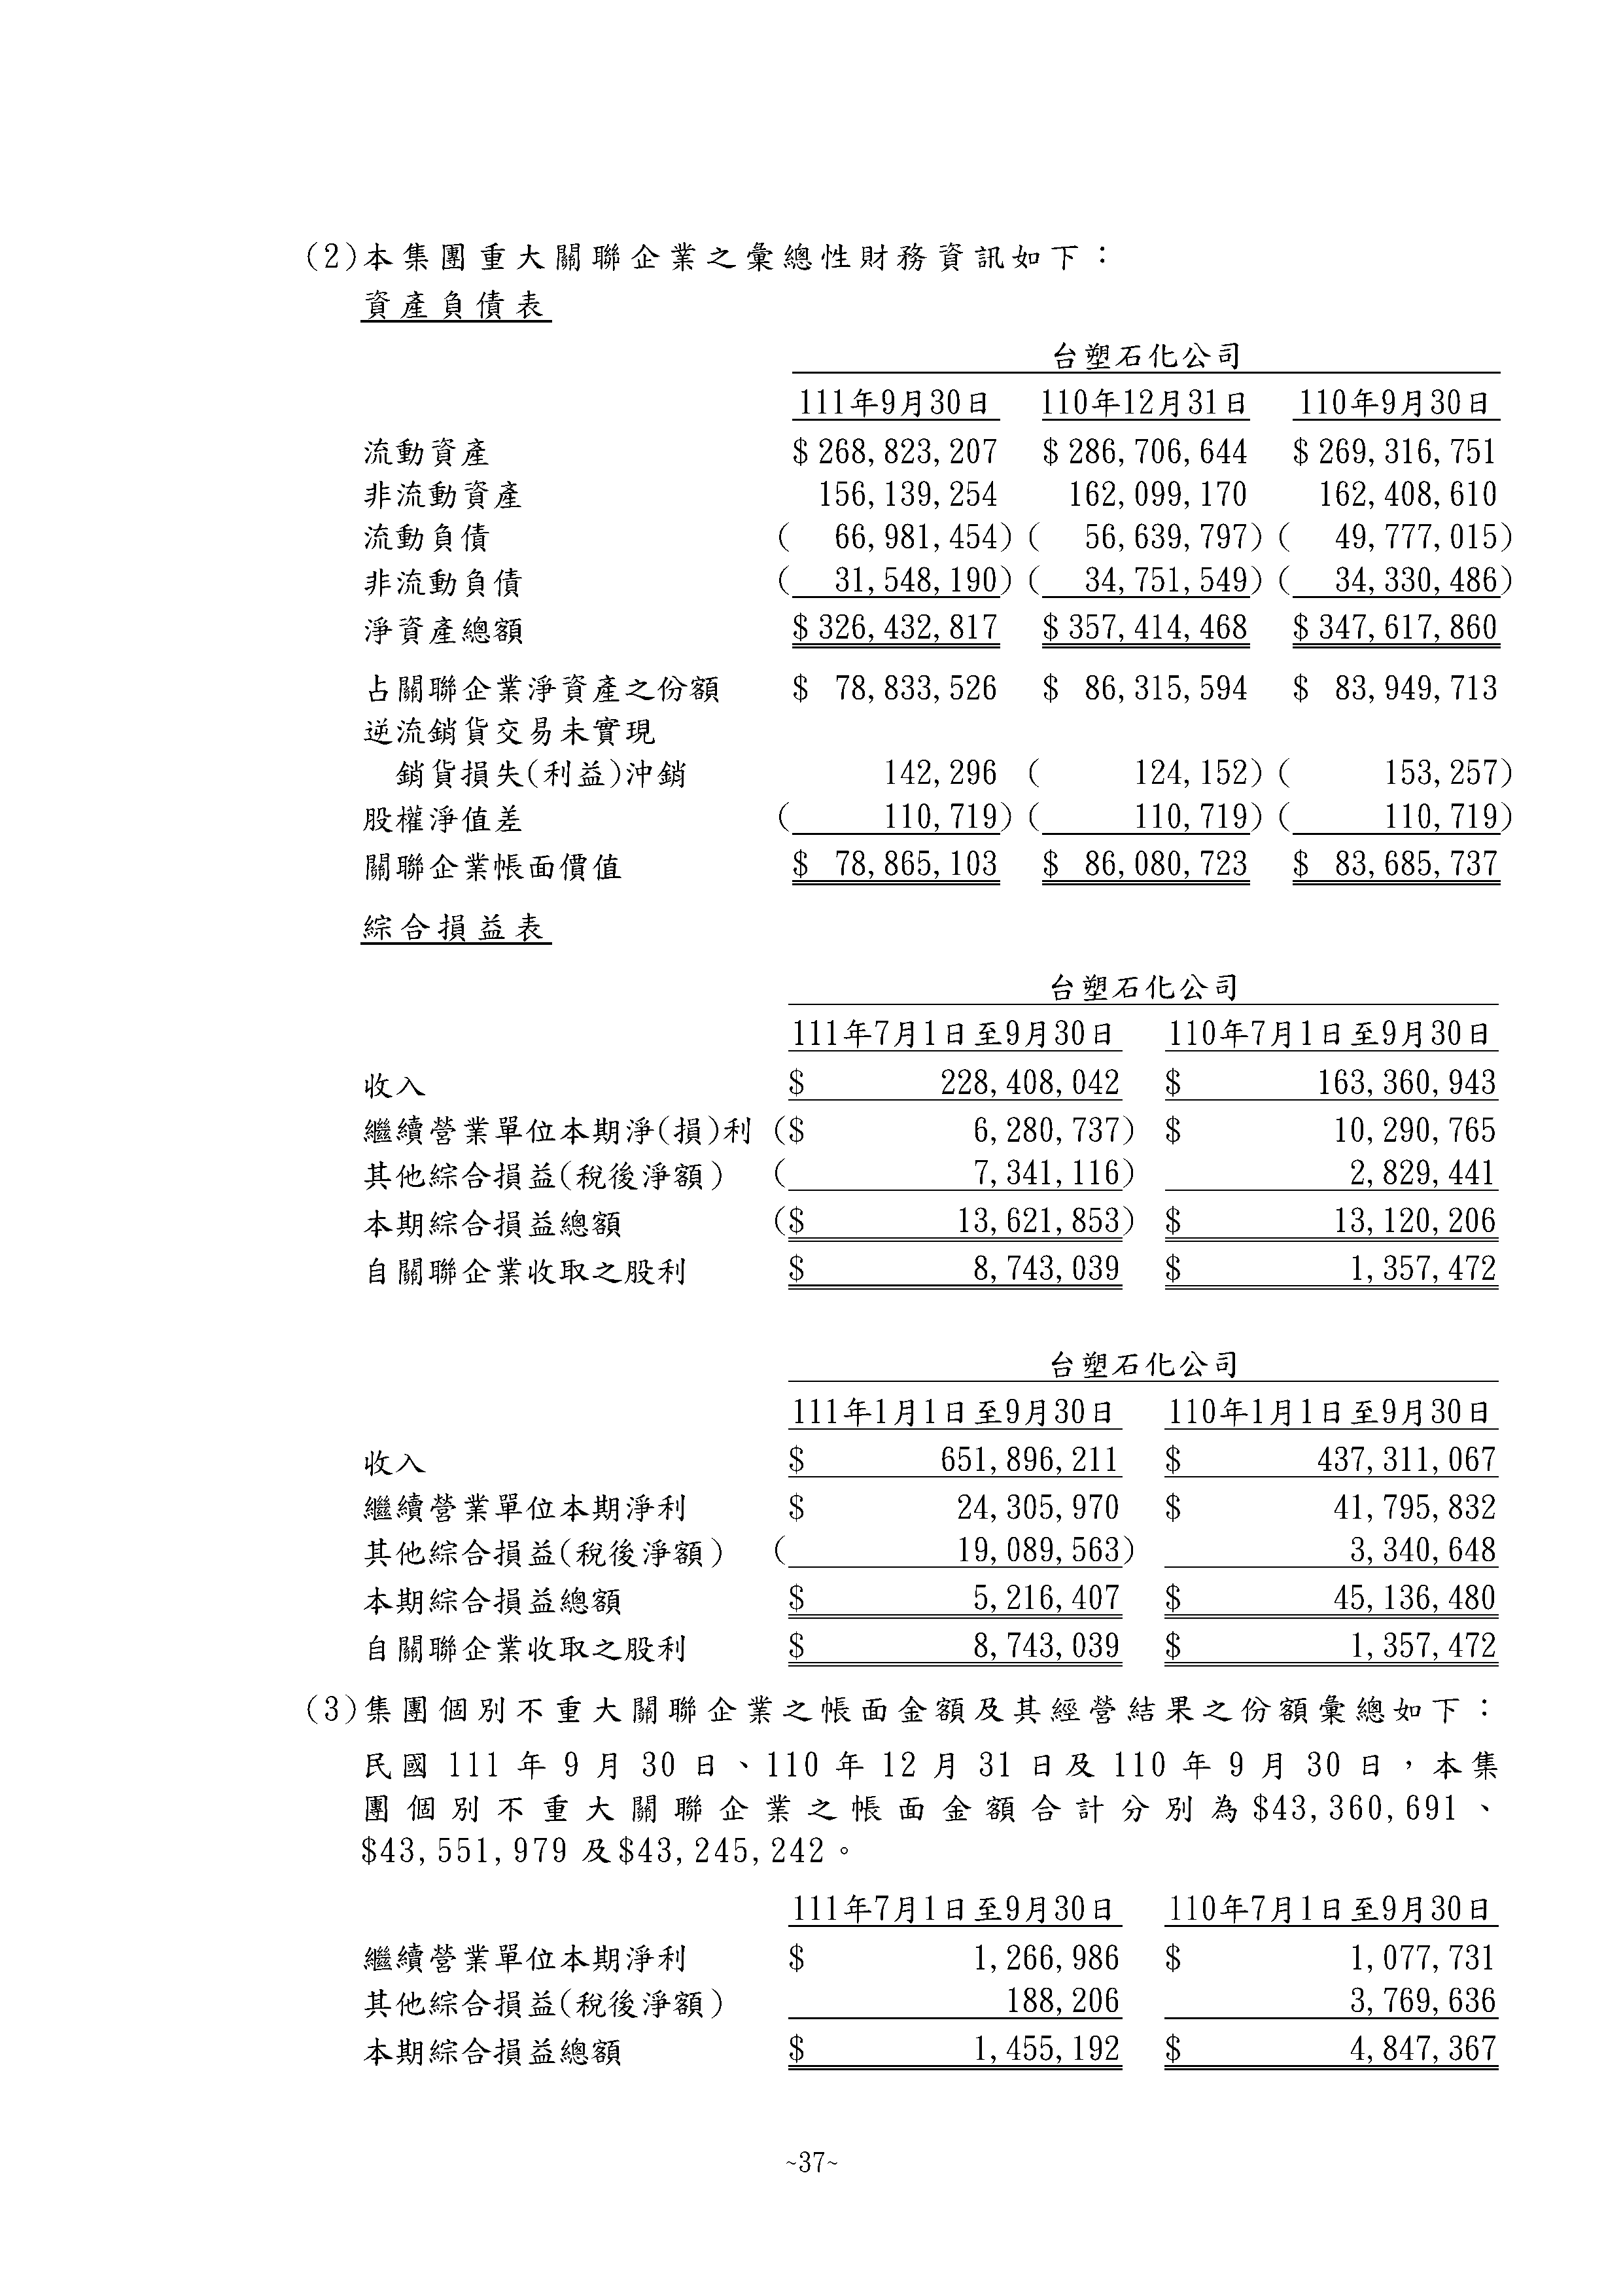 (2)本集團重大關聯企業之彙總性財務資訊如下：
資產負債表
台塑石化公司
111年9月30日 110年12月31日 110年9月30日
流動資產 $ 268,823,207 $ 286,706,644 $ 269,316,751
非流動資產 156,139,254 162,099,170 162,408,610
流動負債 ( 66,981,454) ( 56,639,797) ( 49,777,015)
非流動負債 ( 31,548,190) ( 34,751,549) ( 34,330,486)
淨資產總額 $ 326,432,817 $ 357,414,468 $ 347,617,860
占關聯企業淨資產之份額 $ 78,833,526 $ 86,315,594 $ 83,949,713
逆流銷貨交易未實現
銷貨損失(利益)沖銷 142,296 ( 124,152) ( 153,257)
股權淨值差 ( 110,719) ( 110,719) ( 110,719)
關聯企業帳面價值 $ 78,865,103 $ 86,080,723 $ 83,685,737
綜合損益表
台塑石化公司
111年7月1日至9月30日 110年7月1日至9月30日
收入 $ 228,408,042 $ 163,360,943
繼續營業單位本期淨(損)利 ($ 6,280,737) $ 10,290,765
其他綜合損益(稅後淨額) ( 7,341,116) 2,829,441
本期綜合損益總額 ($ 13,621,853) $ 13,120,206
自關聯企業收取之股利 $ 8,743,039 $ 1,357,472
台塑石化公司
111年1月1日至9月30日 110年1月1日至9月30日
收入 $ 651,896,211 $ 437,311,067
繼續營業單位本期淨利 $ 24,305,970 $ 41,795,832
其他綜合損益(稅後淨額) ( 19,089,563) 3,340,648
本期綜合損益總額 $ 5,216,407 $ 45,136,480
自關聯企業收取之股利 $ 8,743,039 $ 1,357,472
(3)集團個別不重大關聯企業之帳面金額及其經營結果之份額彙總如下：
民國 111 年 9 月 30 日、110 年 12 月 31 日及 110 年 9 月 30 日，本集
團個別不重大關聯企業之帳面金額合計分別為$43,360,691、
$43,551,979 及$43,245,242。
111年7月1日至9月30日 110年7月1日至9月30日
繼續營業單位本期淨利 $ 1,266,986 $ 1,077,731
其他綜合損益(稅後淨額) 188,206 3,769,636
本期綜合損益總額 $ 1,455,192 $ 4,847,367
~37~